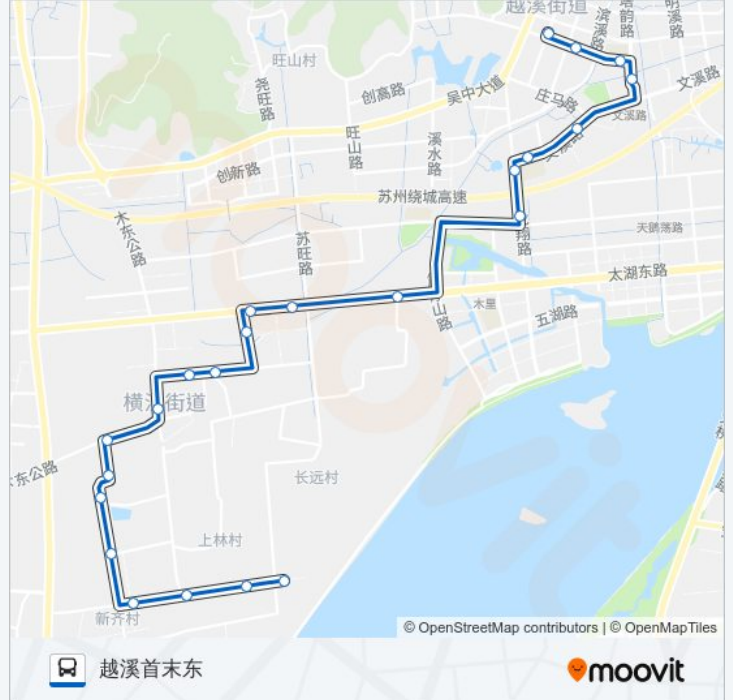 越溪街道
滨溪路
塔韵路
明溪路
旺山村
尧旺路
创高路
吴中大道
庄马路
文溪路
文溪路
旺山路
溪水路
创新路
苏州绕城高速
木东公路
苏旺路
翔路
天鹅荡路
太湖东路
山路
木里
五湖路
横泾街道
木东公路
长远村
上林村
新齐村
© OpenStreetMap contributors | © OpenMapTiles
越溪首末东
moovit